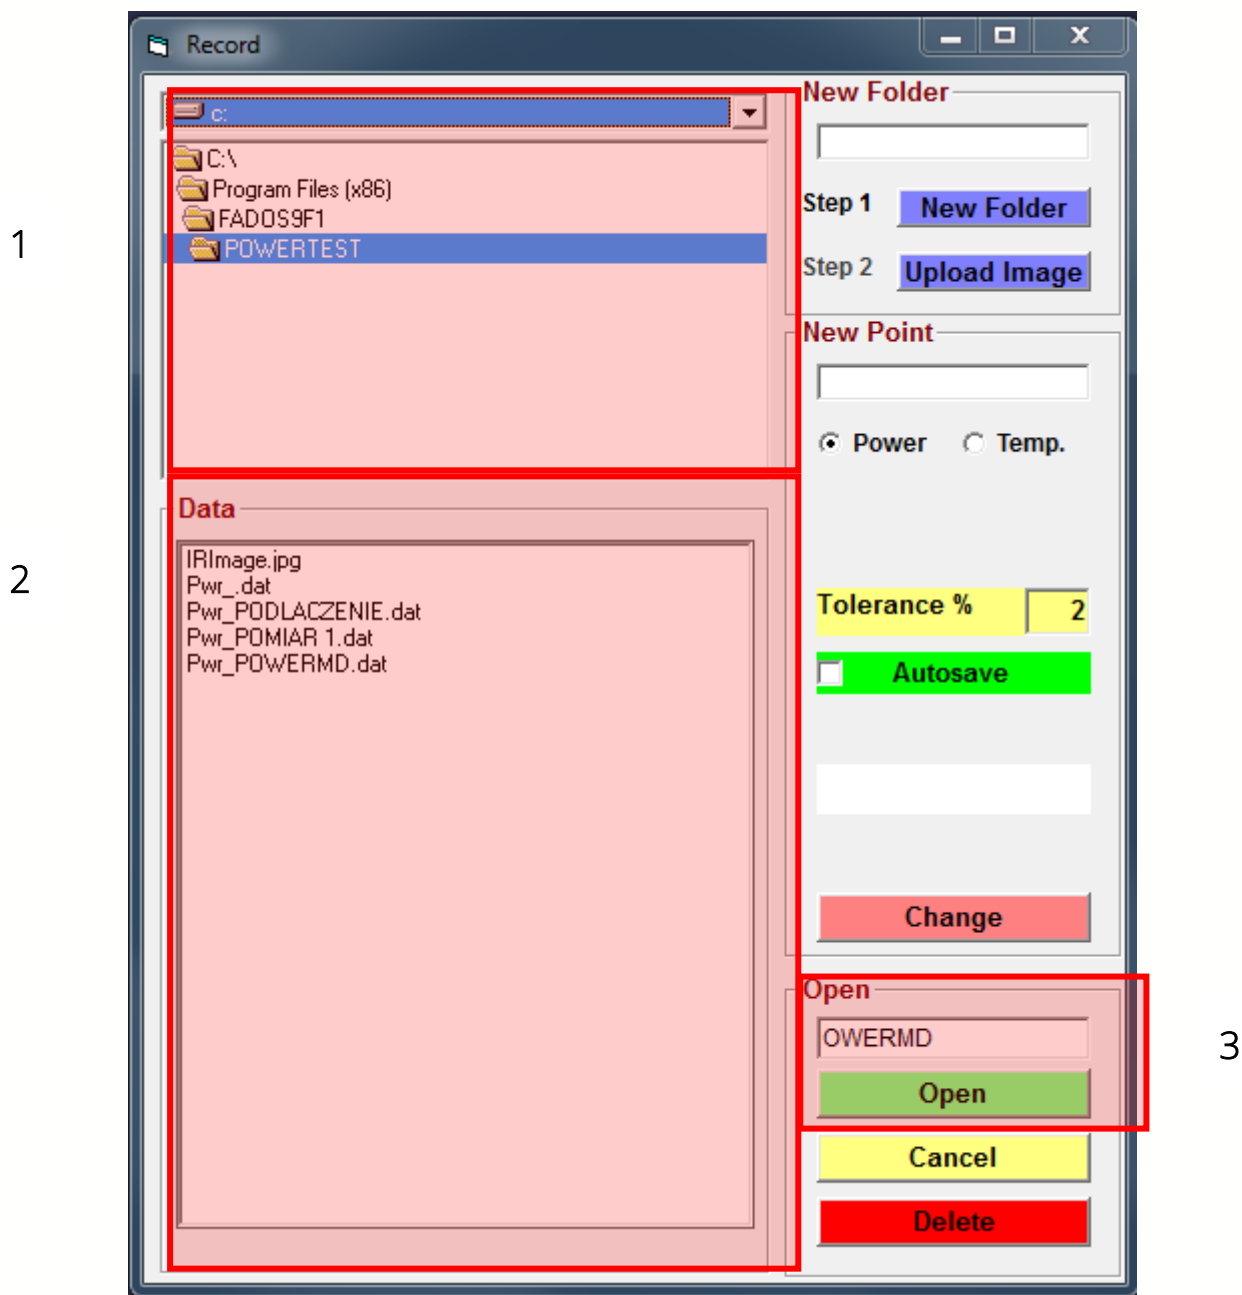 Record
c:
C:\
Program Files (x86)
FADOS9F1
POWERTEST
1
New Folder
Step 1 New Folder
Step 2 Upload Image
New Point
Power Temp.
Tolerance % 2
Autosave
Change
Data
IRImage.jpg
Pwr_.dat
Pwr_PODLACZENIE.dat
Pwr_POMIAR 1.dat
Pwr_POWERMD.dat
2
Open
OWERMD
Open
3
Cancel
Delete